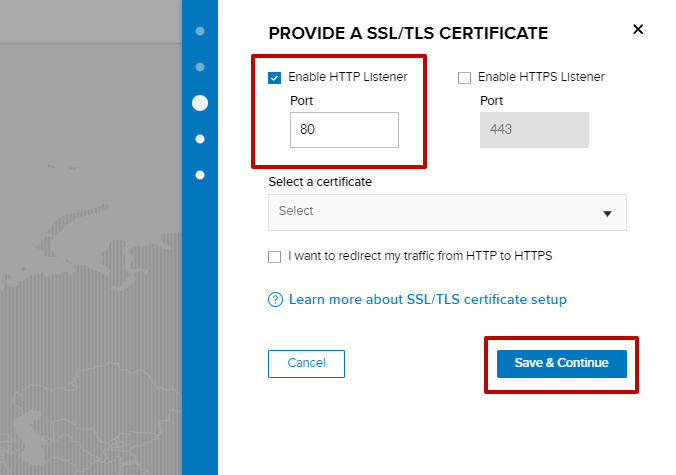 PROVIDE A SSL/TLS CERTIFICATE
Enable HTTP Listener
Enable HTTPS Listener
Port
Port
80
443
Select a certificate
Select
I want to redirect my traffic from HTTP to HTTPS
? Learn more about SSL/TLS certificate setup
Cancel
Save & Continue